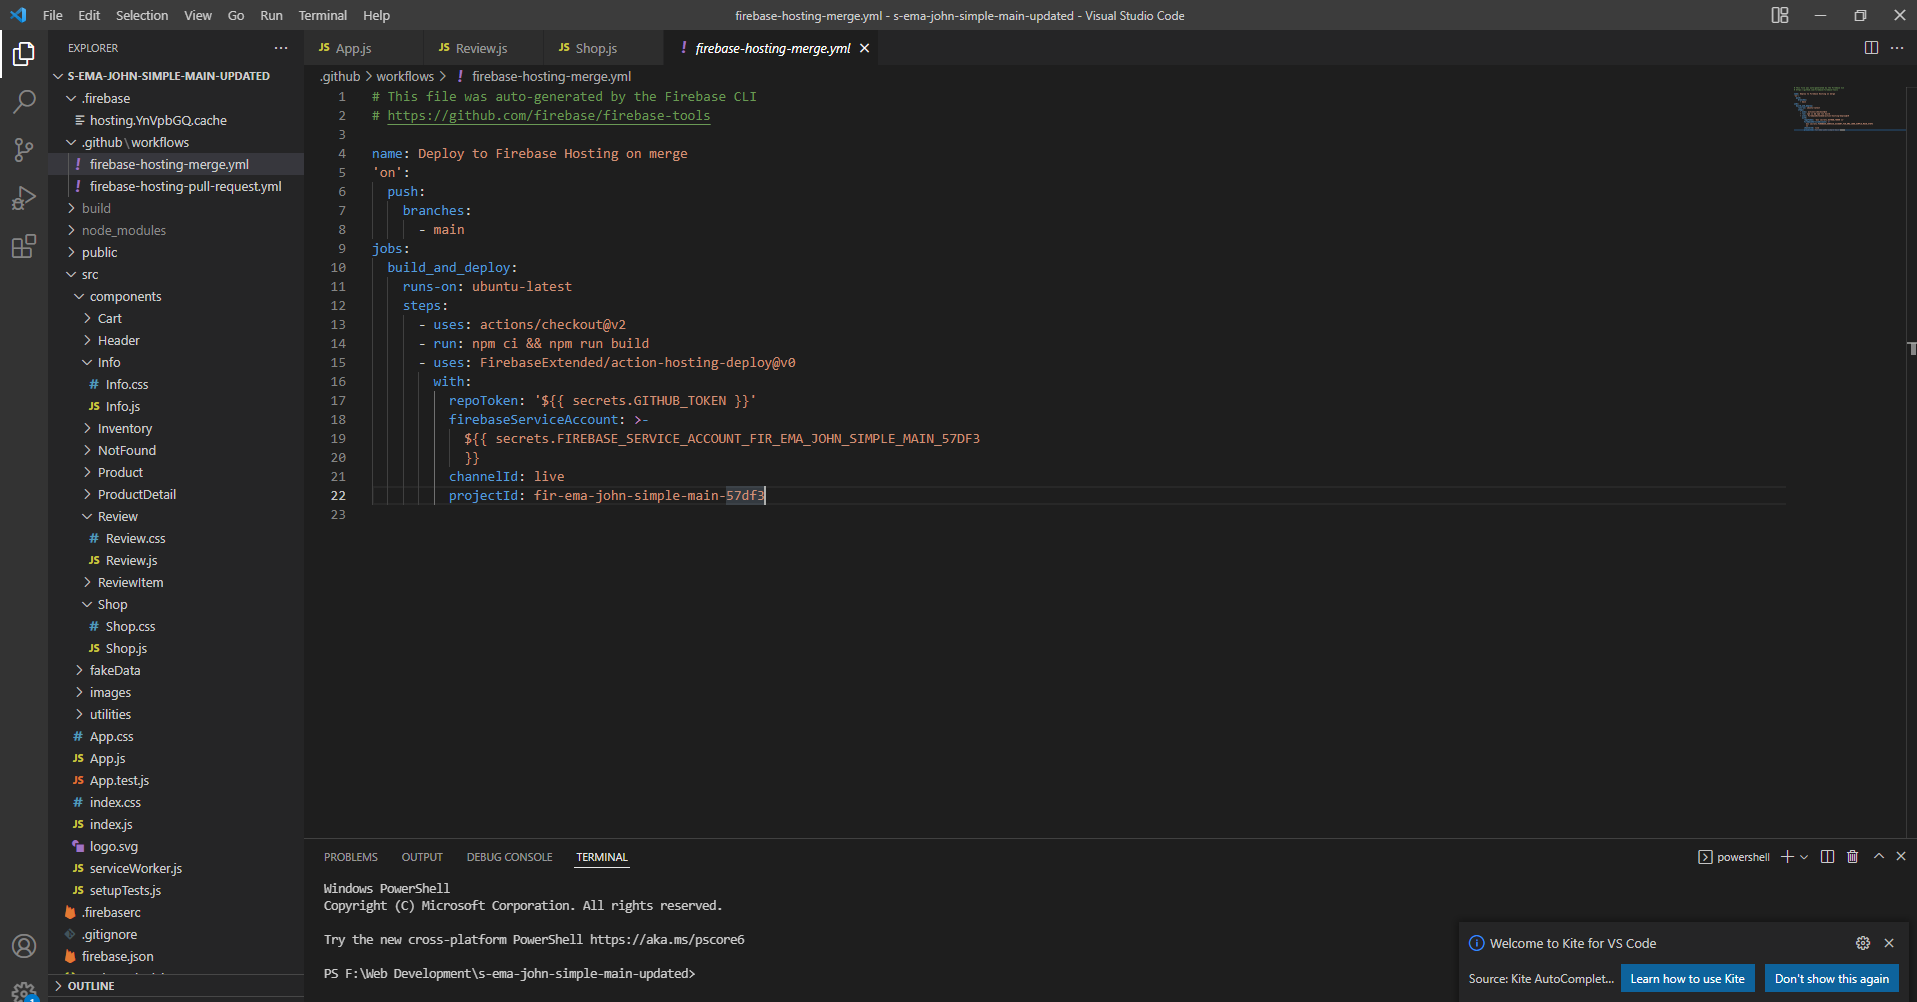 File Edit Selection View Go Run Terminal Help
firebase-hosting-merge.yml - s-ema-john-simple-main-updated - Visual Studio Code
EXPLORER
S-EMA-JOHN-SIMPLE-MAIN-UPDATED
.firebase
hosting.YnVpbGQ.cache
.github\workflows
! firebase-hosting-merge.yml
! firebase-hosting-pull-request.yml
build
node_modules
public
src
components
Cart
Header
Info
# Info.css
JS Info.js
Inventory
NotFound
Product
ProductDetail
Review
# Review.css
JS Review.js
ReviewItem
Shop
# Shop.css
JS Shop.js
fakeData
images
utilities
# App.css
JS App.js
JS App.test.js
# index.css
JS index.js
logo.svg
JS serviceWorker.js
JS setupTests.js
.firebaserc
.gitignore
firebase.json
OUTLINE
JS App.js
JS Review.js
JS Shop.js
! firebase-hosting-merge.yml
.github > workflows > ! firebase-hosting-merge.yml
1 # This file was auto-generated by the Firebase CLI
2 # https://github.com/firebase/firebase-tools
3
4 name: Deploy to Firebase Hosting on merge
5 'on':
6 push:
7 branches:
8 - main
9 jobs:
10 build_and_deploy:
11 runs-on: ubuntu-latest
12 steps:
13 - uses: actions/checkout@v2
14 - run: npm ci && npm run build
15 - uses: FirebaseExtended/action-hosting-deploy@v0
16 with:
17 repoToken: '${{ secrets.GITHUB_TOKEN }}'
18 firebaseServiceAccount: >-
19 ${{ secrets.FIREBASE_SERVICE_ACCOUNT_FIR_EMA_JOHN_SIMPLE_MAIN_57DF3
20 }}
21 channelId: live
22 projectId: fir-ema-john-simple-main-57df3
23
PROBLEMS OUTPUT DEBUG CONSOLE TERMINAL
powershell
Windows PowerShell
Copyright (C) Microsoft Corporation. All rights reserved.
Try the new cross-platform PowerShell https://aka.ms/pscore6
PS F:\Web Development\s-ema-john-simple-main-updated>
Welcome to Kite for VS Code
Source: Kite AutoComplet...
Learn how to use Kite
Don't show this again